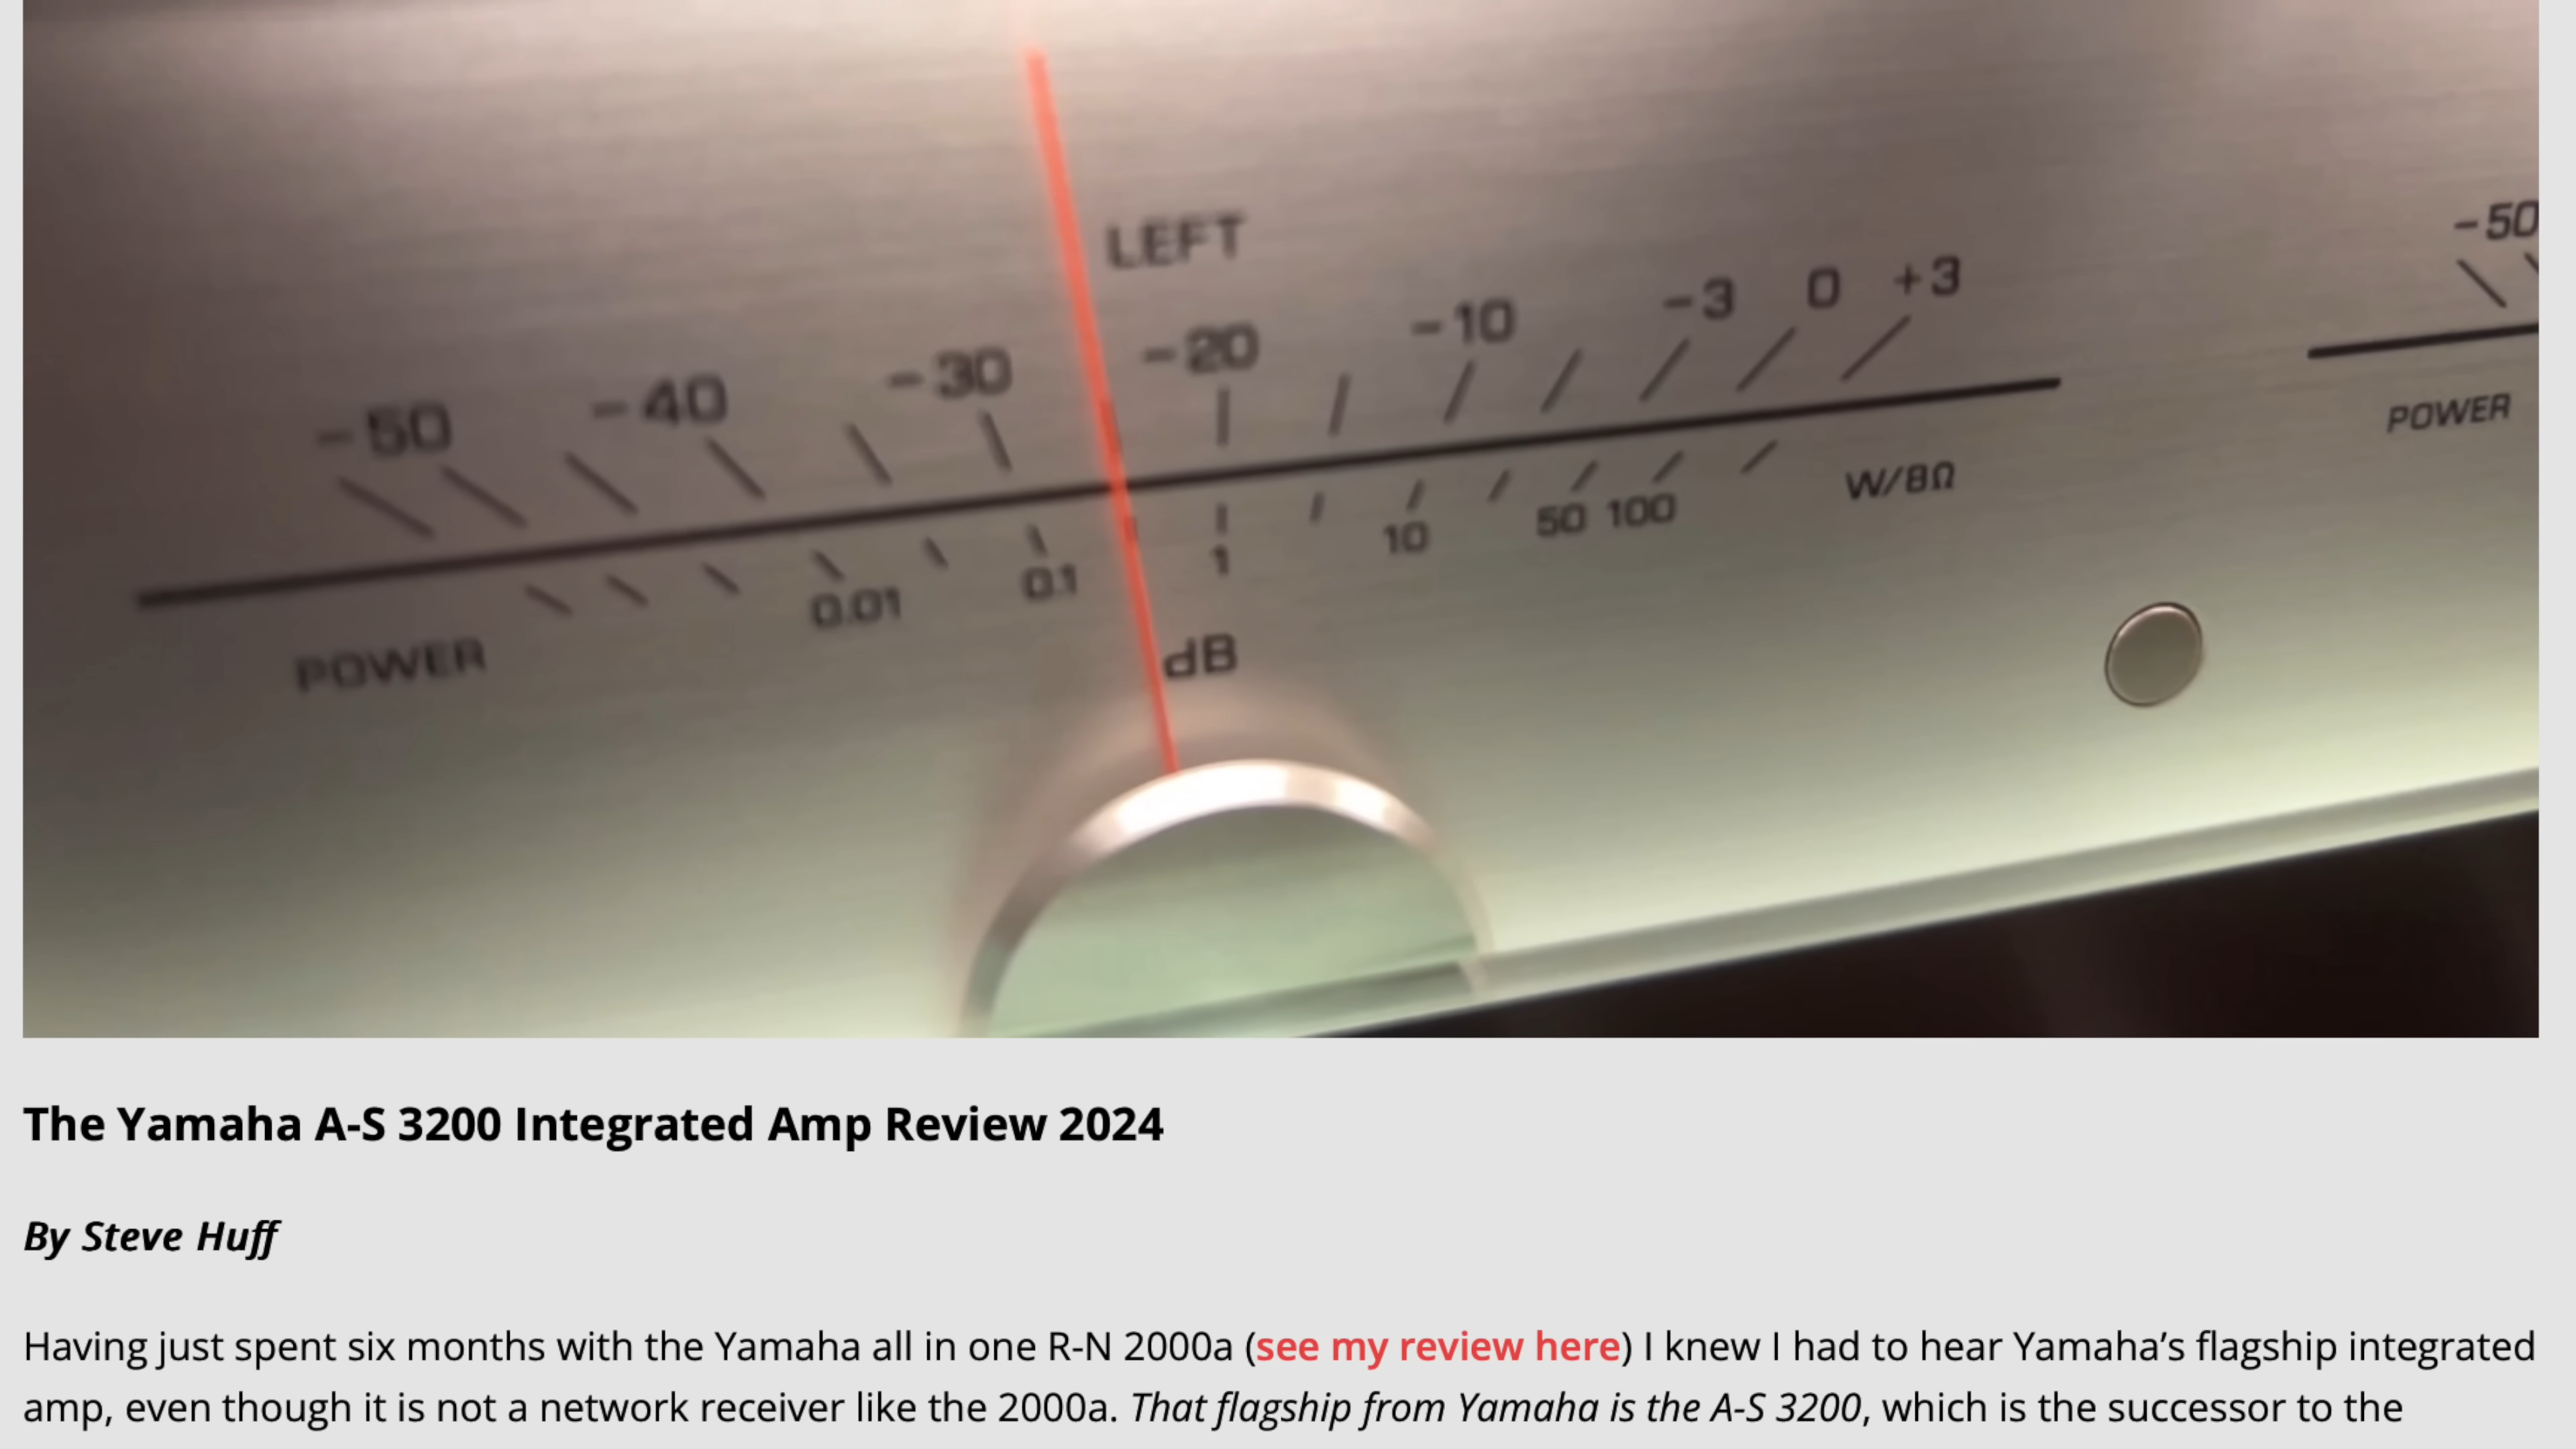 LEFT
-50 -40 -30 -20 -10 -3 0 +3
0.01 0.1 1 10 50 100 W/8Ω
POWER
dB
-50
POWER
The Yamaha A-S 3200 Integrated Amp Review 2024
By Steve Huff
Having just spent six months with the Yamaha all in one R-N 2000a (see my review here) I knew I had to hear Yamaha’s flagship integrated
amp, even though it is not a network receiver like the 2000a. That flagship from Yamaha is the A-S 3200, which is the successor to the